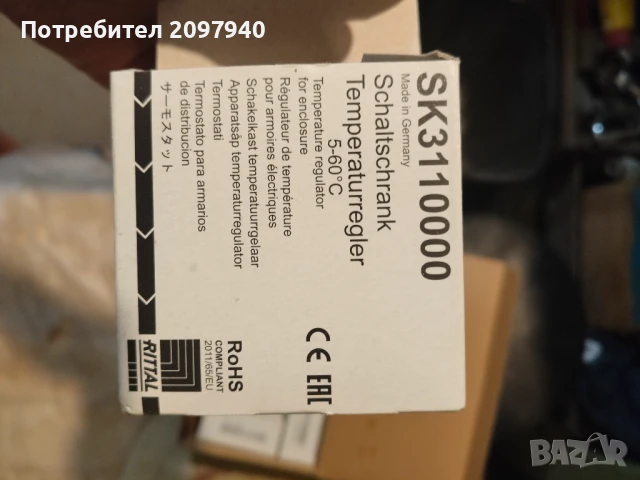 Потребител 2097940
SK3110000
Made in Germany
Schaltschrank
Temperaturregler
5-60°C
Temperature regulator
for enclosure
Régulateur de température
pour armoires électriques
Schakelkast temperatuurrgelaar
Apparatsåp temperaturregulator
Termostati
Termostato para armarios
de distribucion
サーモスタット
CE EAC
RoHS
COMPLIANT
2011/65/EU
RITTAL
BAZAR